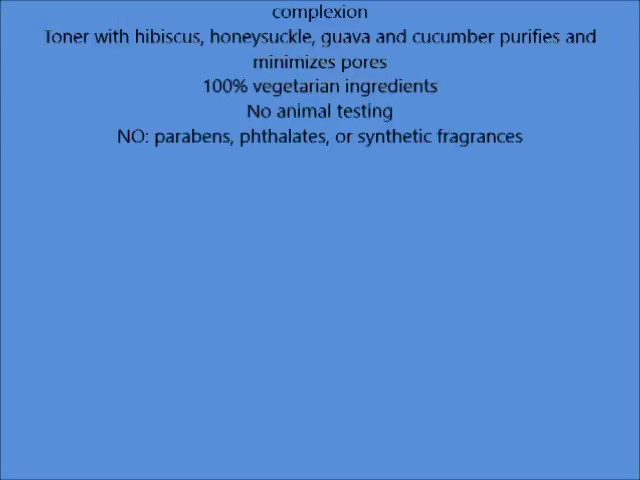 complexion
Toner with hibiscus, honeysuckle, guava and cucumber purifies and
minimizes pores
100% vegetarian ingredients
No animal testing
NO: parabens, phthalates, or synthetic fragrances